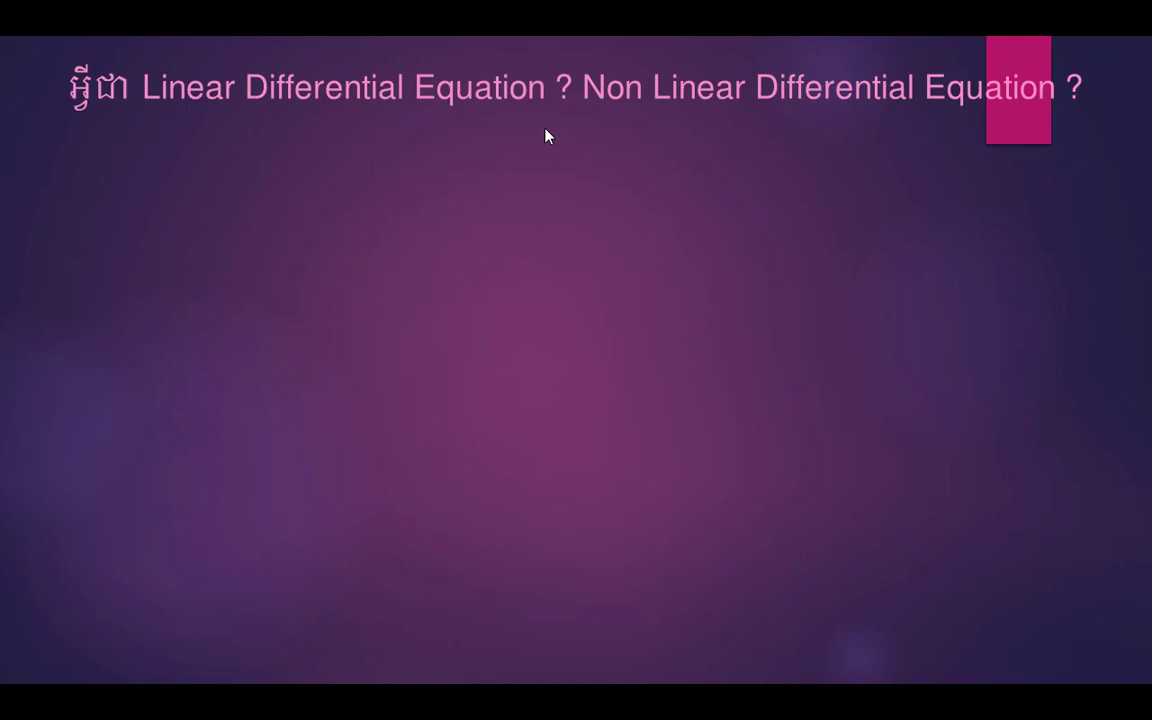 អ្វីជា Linear Differential Equation ? Non Linear Differential Equation ?